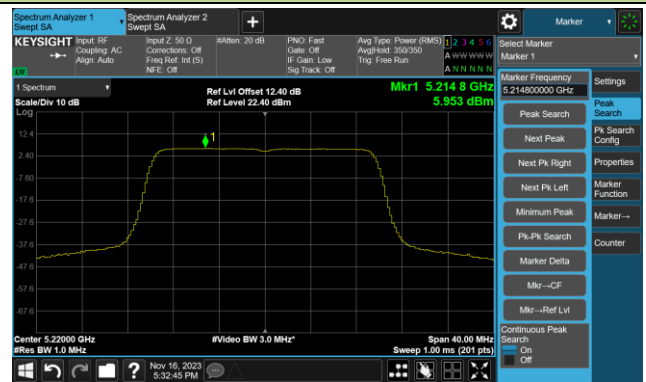 Spectrum Analyzer 1
Swept SA
Spectrum Analyzer 2
Swept SA
+
Marker
KEYSIGHT
Input: RF
Coupling: AC
Align: Auto
Input Z: 50 Ω
Corrections: Off
Freq Ref: Int (S)
NFE: Off
#Atten: 20 dB
PNO: Fast
Gate: Off
IF Gain: Low
Sig Track: Off
Avg Type: Power (RMS)
Avg|Hold: 350/350
Trig: Free Run
1 2 3 4 5 6
A W W W W W
A N N N N N
Select Marker
Marker 1
LW
1 Spectrum
Scale/Div 10 dB
Log
Ref Lvl Offset 12.40 dB
Ref Level 22.40 dBm
Mkr1 5.214 8 GHz
5.953 dBm
Marker Frequency
5.214800000 GHz
Settings
Peak Search
Next Peak
Next Pk Right
Next Pk Left
Minimum Peak
Pk-Pk Search
Marker Delta
Mkr→CF
Mkr→Ref Lvl
Continuous Peak
Search
On
Off
Peak
Search
Pk Search
Config
Properties
Marker
Function
Marker→
Counter
1
12.4
2.40
-7.60
-17.6
-27.6
-37.6
-47.6
-57.6
-67.6
Center 5.22000 GHz
#Res BW 1.0 MHz
#Video BW 3.0 MHz*
Span 40.00 MHz
Sweep 1.00 ms (201 pts)
?
Nov 16, 2023
5:32:45 PM